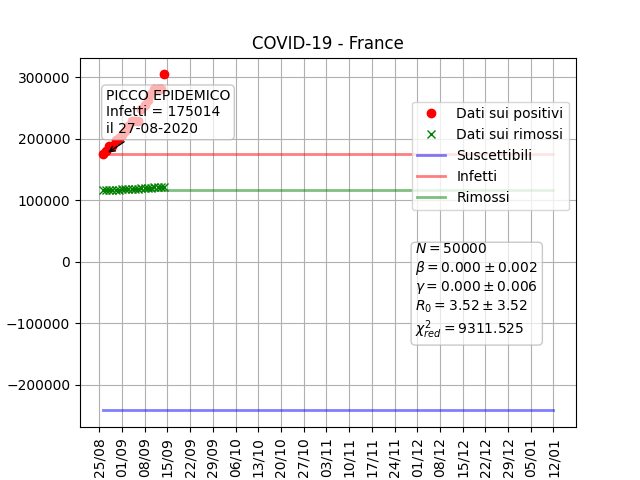 COVID-19 - France
300000
200000
100000
0
−100000
−200000
PICCO EPIDEMICO
Infetti = 175014
il 27-08-2020
Dati sui positivi
Dati sui rimossi
Suscettibili
Infetti
Rimossi
N = 50000
β = 0.000 ± 0.002
γ = 0.000 ± 0.006
R₀ = 3.52 ± 3.52
χ²red = 9311.525
25/08
01/09
08/09
15/09
22/09
29/09
06/10
13/10
20/10
27/10
03/11
10/11
17/11
24/11
01/12
08/12
15/12
22/12
29/12
05/01
12/01